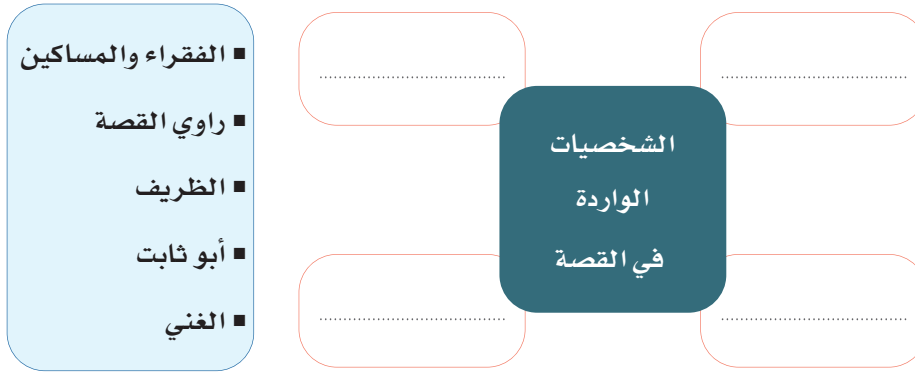 الشخصيات
الواردة
في القصة
■ الفقراء والمساكين
■ راوي القصة
■ الظريف
■ أبو ثابت
■ الغني